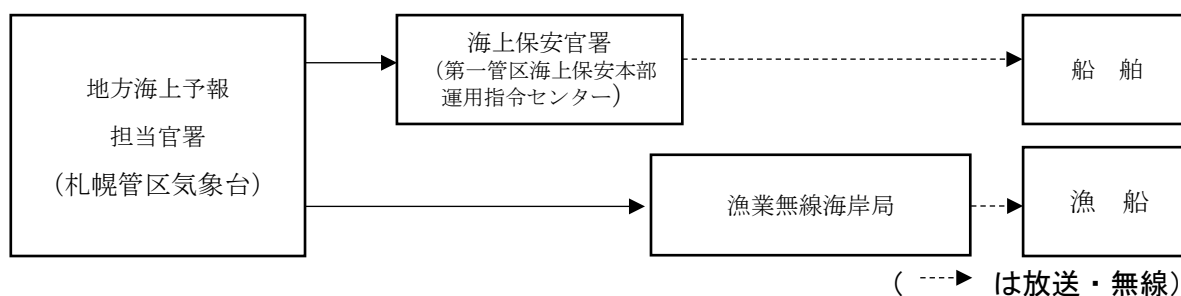 地方海上予報
担当官署
(札幌管区気象台)
海上保安官署
(第一管区海上保安本部
運用指令センター)
船 舶
漁業無線海岸局
漁 船
( は放送・無線)